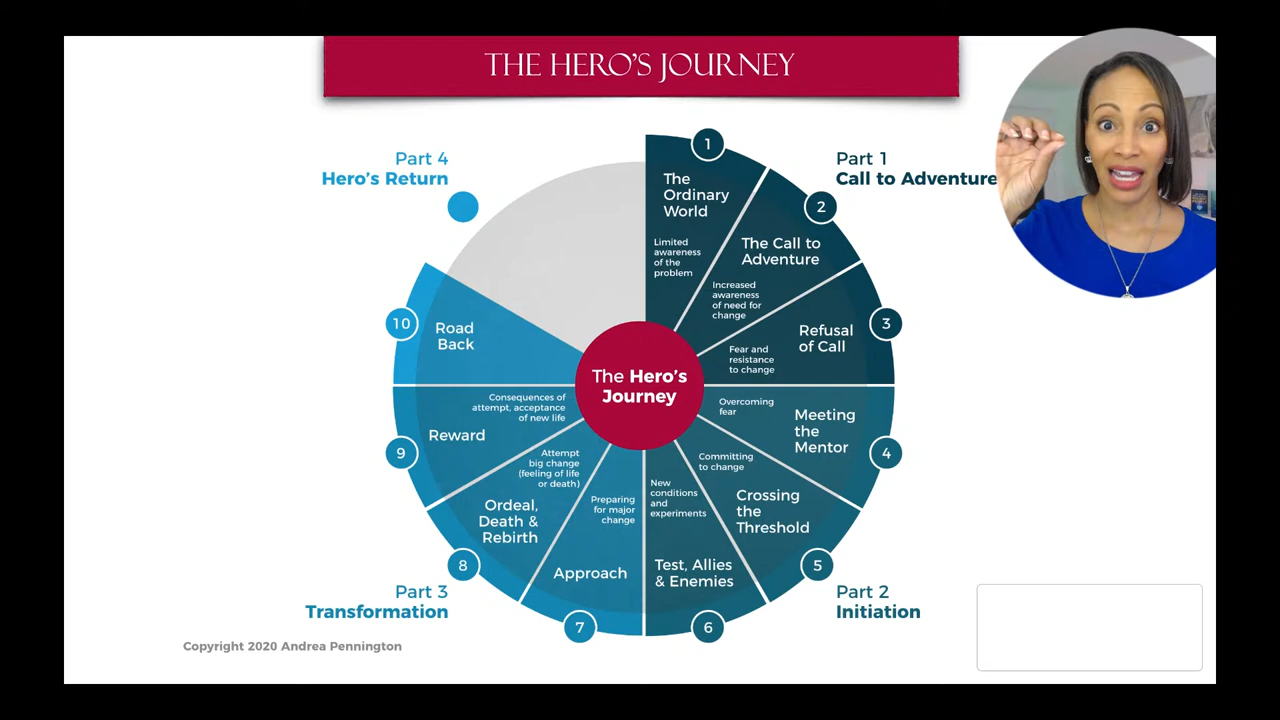 THE HERO'S JOURNEY
Part 4
Hero's Return
Part 1
Call to Adventure
1
The
Ordinary
World
Limited
awareness
of the
problem
2
The Call to
Adventure
Increased
awareness
of need for
change
3
Refusal
of Call
Fear and
resistance
to change
The Hero's
Journey
4
Meeting
the
Mentor
Overcoming
fear
5
Crossing
the
Threshold
Committing
to change
6
Test, Allies
& Enemies
New
conditions
and
experiments
7
Approach
Preparing
for major
change
8
Ordeal,
Death &
Rebirth
Attempt
big change
(feeling of life
or death)
9
Reward
Consequences of
attempt, acceptance
of new life
10
Road
Back
Part 3
Transformation
Part 2
Initiation
Copyright 2020 Andrea Pennington